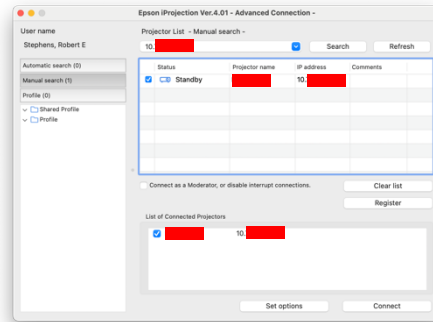 Epson iProjection Ver.4.01 - Advanced Connection -
User name
Stephens, Robert E
Automatic search (0)
Manual search (1)
Profile (0)
Shared Profile
Profile
Projector List - Manual search -
10.
Search
Refresh
Status Projector name IP address Comments
Standby 10.
Connect as a Moderator, or disable interrupt connections.
Clear list
Register
List of Connected Projectors
10.
Set options
Connect